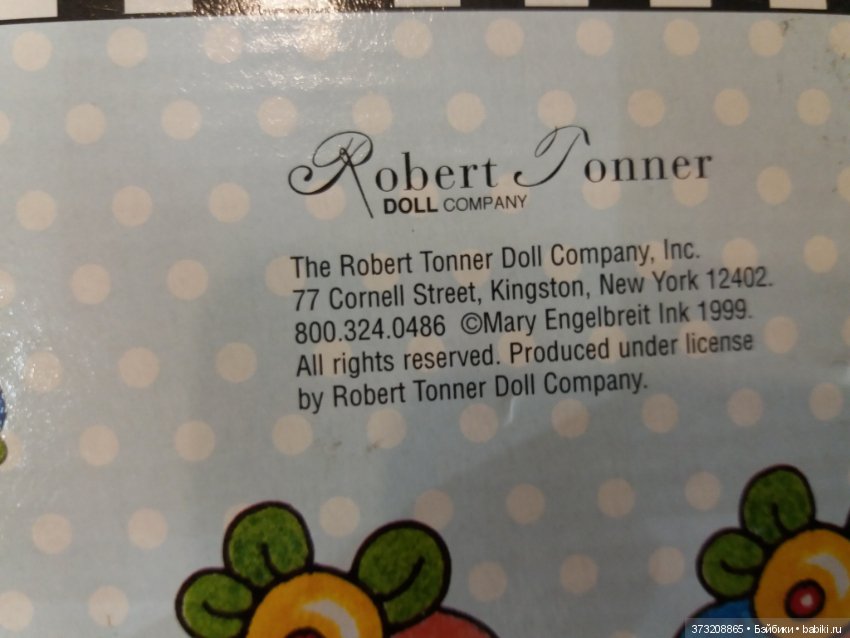 Robert Tonner
DOLL COMPANY
The Robert Tonner Doll Company, Inc.
77 Cornell Street, Kingston, New York 12402.
800.324.0486 ©Mary Engelbreit Ink 1999.
All rights reserved. Produced under license
by Robert Tonner Doll Company.
373208865 • Бэйбики • babiki.ru